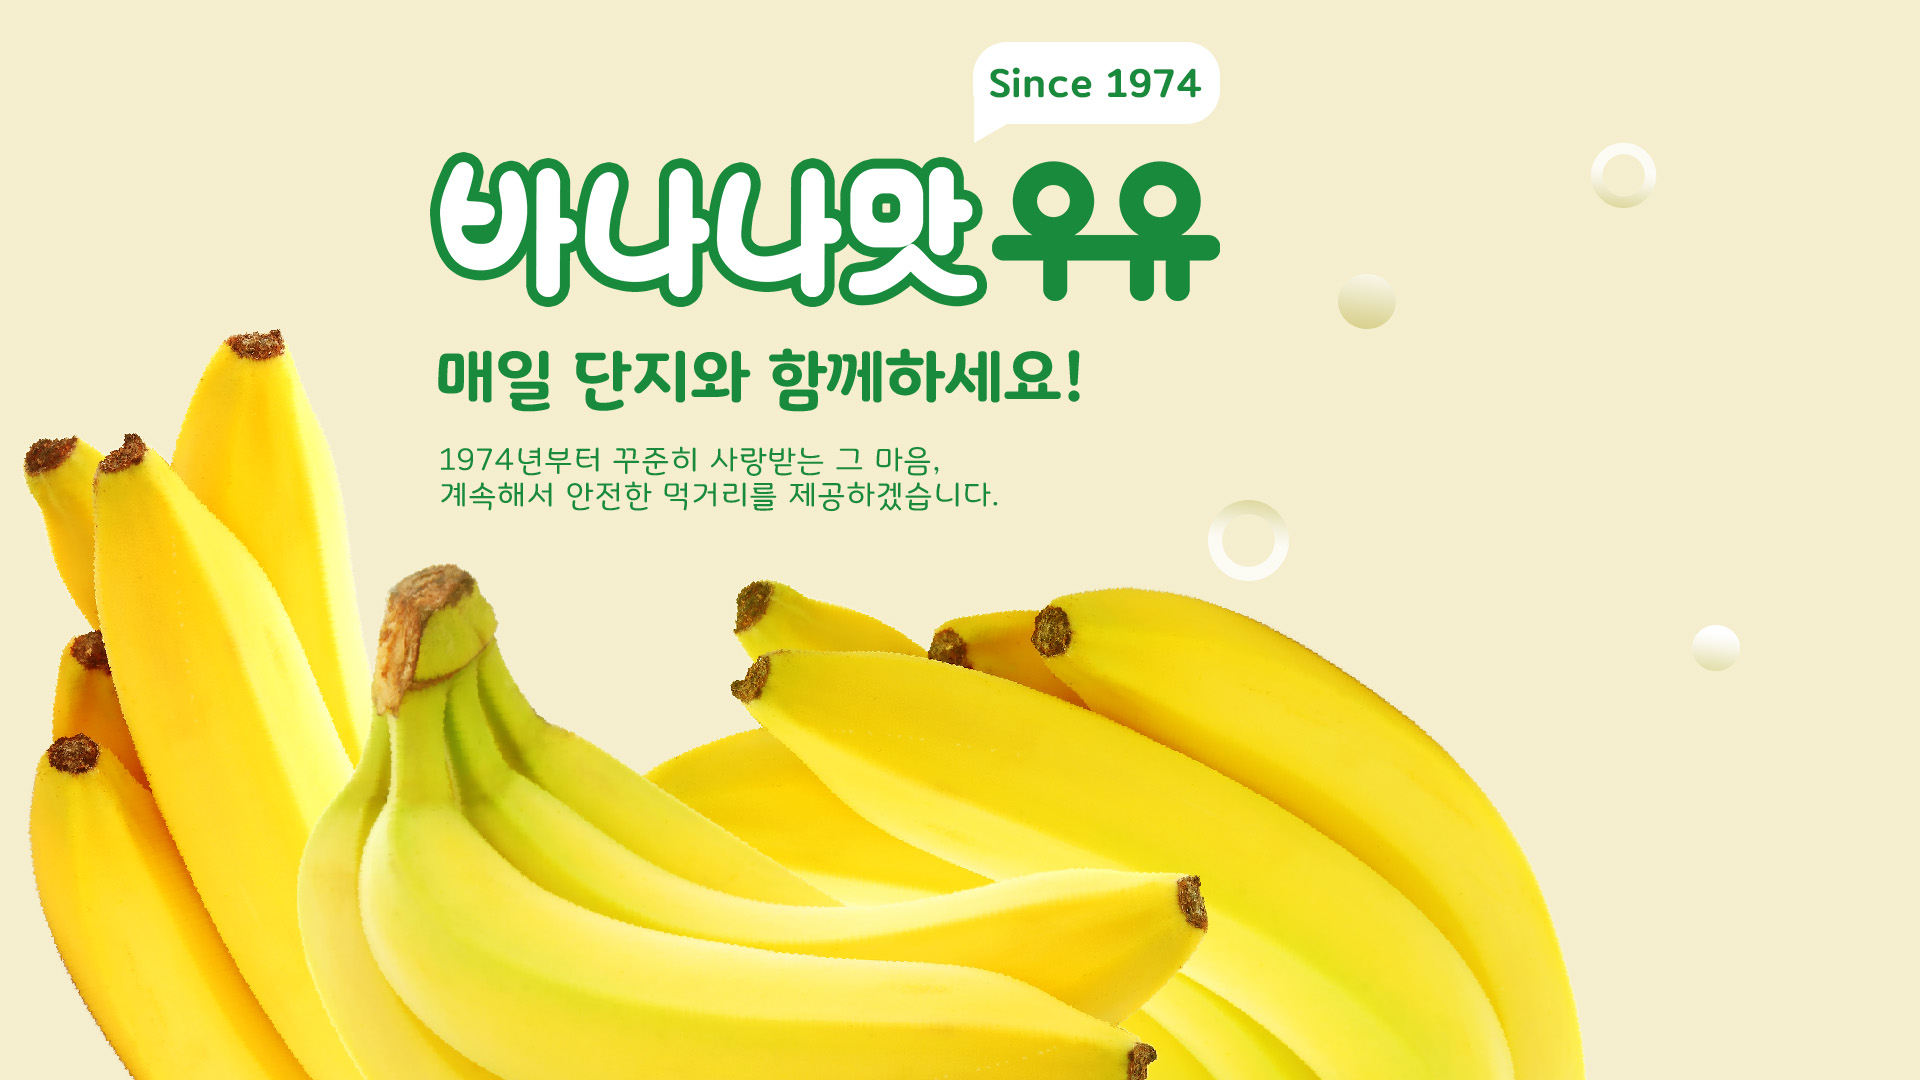 Since 1974
바나나맛우유
매일 단지와 함께하세요!
1974년부터 꾸준히 사랑받는 그 마음,
계속해서 안전한 먹거리를 제공하겠습니다.